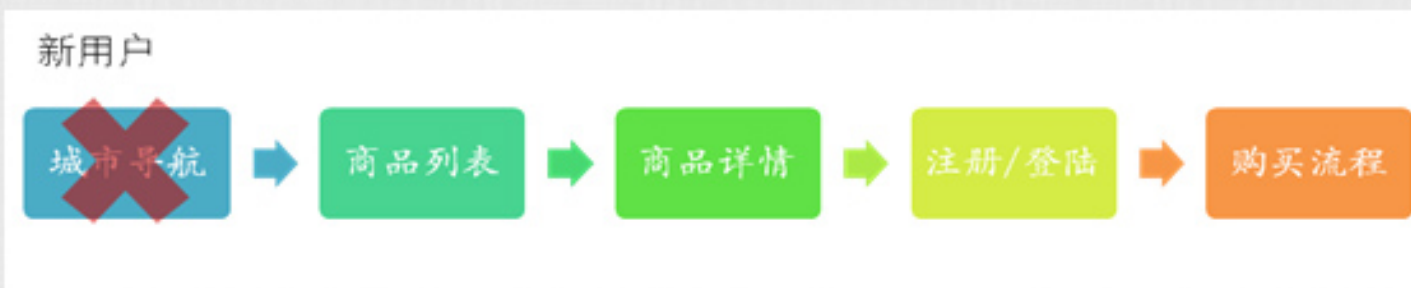 新用户
城市导航
商品列表
商品详情
注册/登陆
购买流程